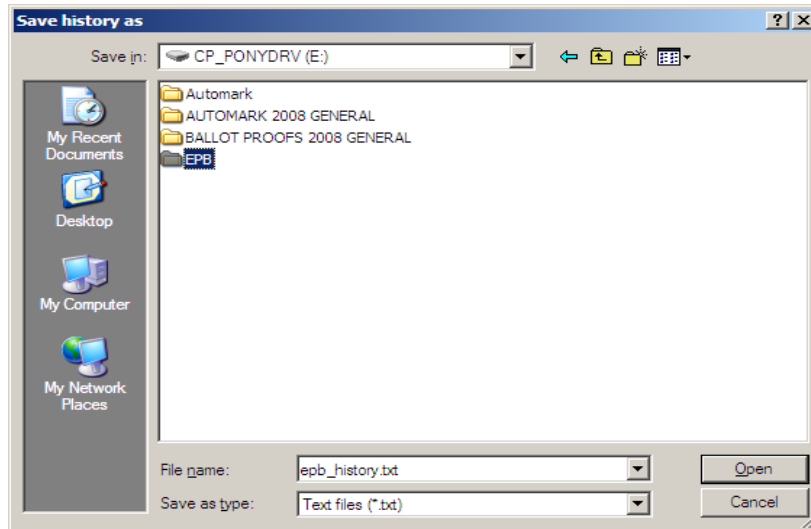 Save history as
Save in:
CP_PONYDRV (E:)
My Recent
Documents
Desktop
My Computer
My Network
Places
Automark
AUTOMARK 2008 GENERAL
BALLOT PROOFS 2008 GENERAL
EPB
File name:
epb_history.txt
Open
Save as type:
Text files (*.txt)
Cancel